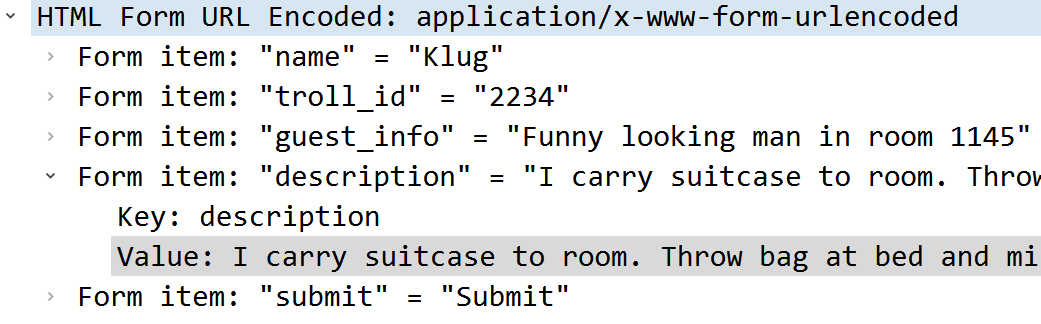 HTML Form URL Encoded: application/x-www-form-urlencoded
Form item: "name" = "Klug"
Form item: "troll_id" = "2234"
Form item: "guest_info" = "Funny looking man in room 1145"
Form item: "description" = "I carry suitcase to room. Throw
Key: description
Value: I carry suitcase to room. Throw bag at bed and mi
Form item: "submit" = "Submit"